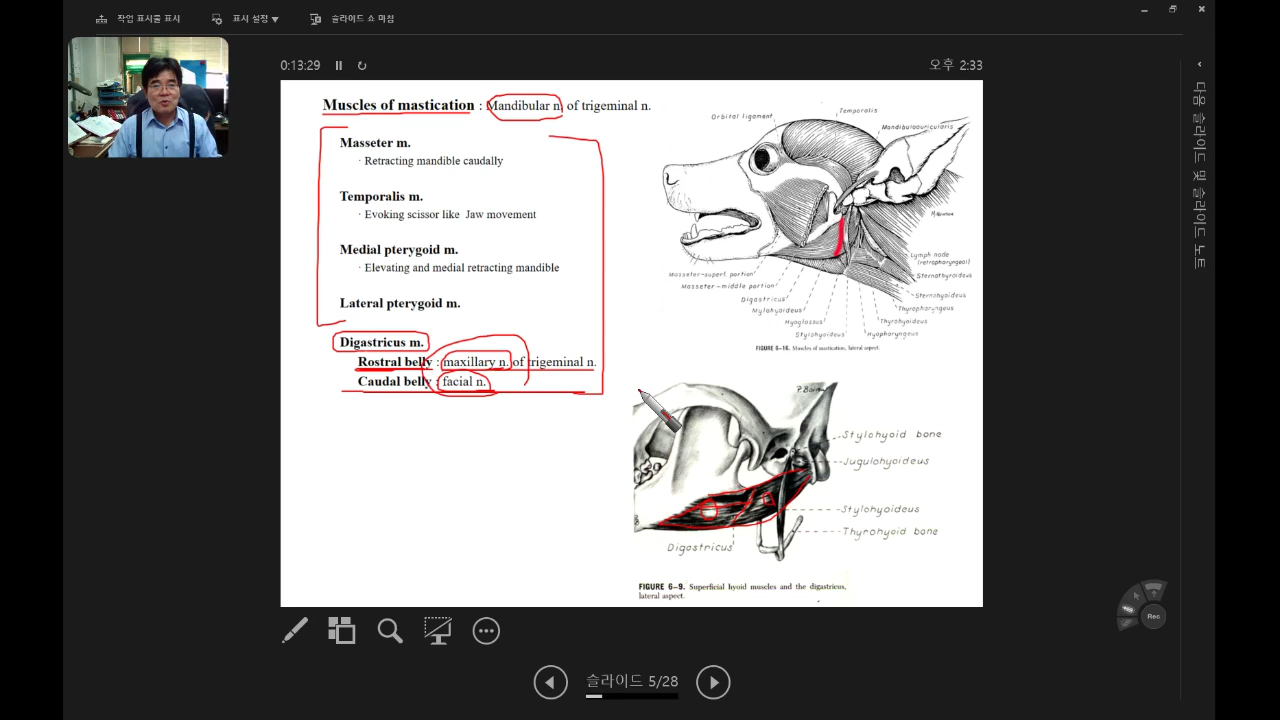 작업 표시줄 표시
표시 설정 ▼
슬라이드 쇼 마침
0:13:29
오후 2:33
Muscles of mastication : Mandibular n. of trigeminal n.
Masseter m.
· Retracting mandible caudally
Temporalis m.
· Evoking scissor like Jaw movement
Medial pterygoid m.
· Elevating and medial retracting mandible
Lateral pterygoid m.
Digastricus m.
Rostral belly : maxillary n. of trigeminal n.
Caudal belly : facial n.
Orbital ligament
Temporalis
Mandibuloauricularis
Masseter-superf. portion
Masseter-middle portion
Digastricus
Mylohyoideus
Hyoglossus
Stylohyoideus
Lymph node
(retropharyngeal)
Sternothyroideus
Sternohyoideus
Thyropharyngeus
Thyrohyoideus
Hyopharyngeus
FIGURE 6–16. Muscles of mastication, lateral aspect.
Stylohyoid bone
Jugulohyoideus
Stylohyoideus
Thyrohyoid bone
Digastricus
FIGURE 6–9. Superficial hyoid muscles and the digastricus,
lateral aspect.
다음 슬라이드 및 슬라이드 노트
Rec
슬라이드 5/28